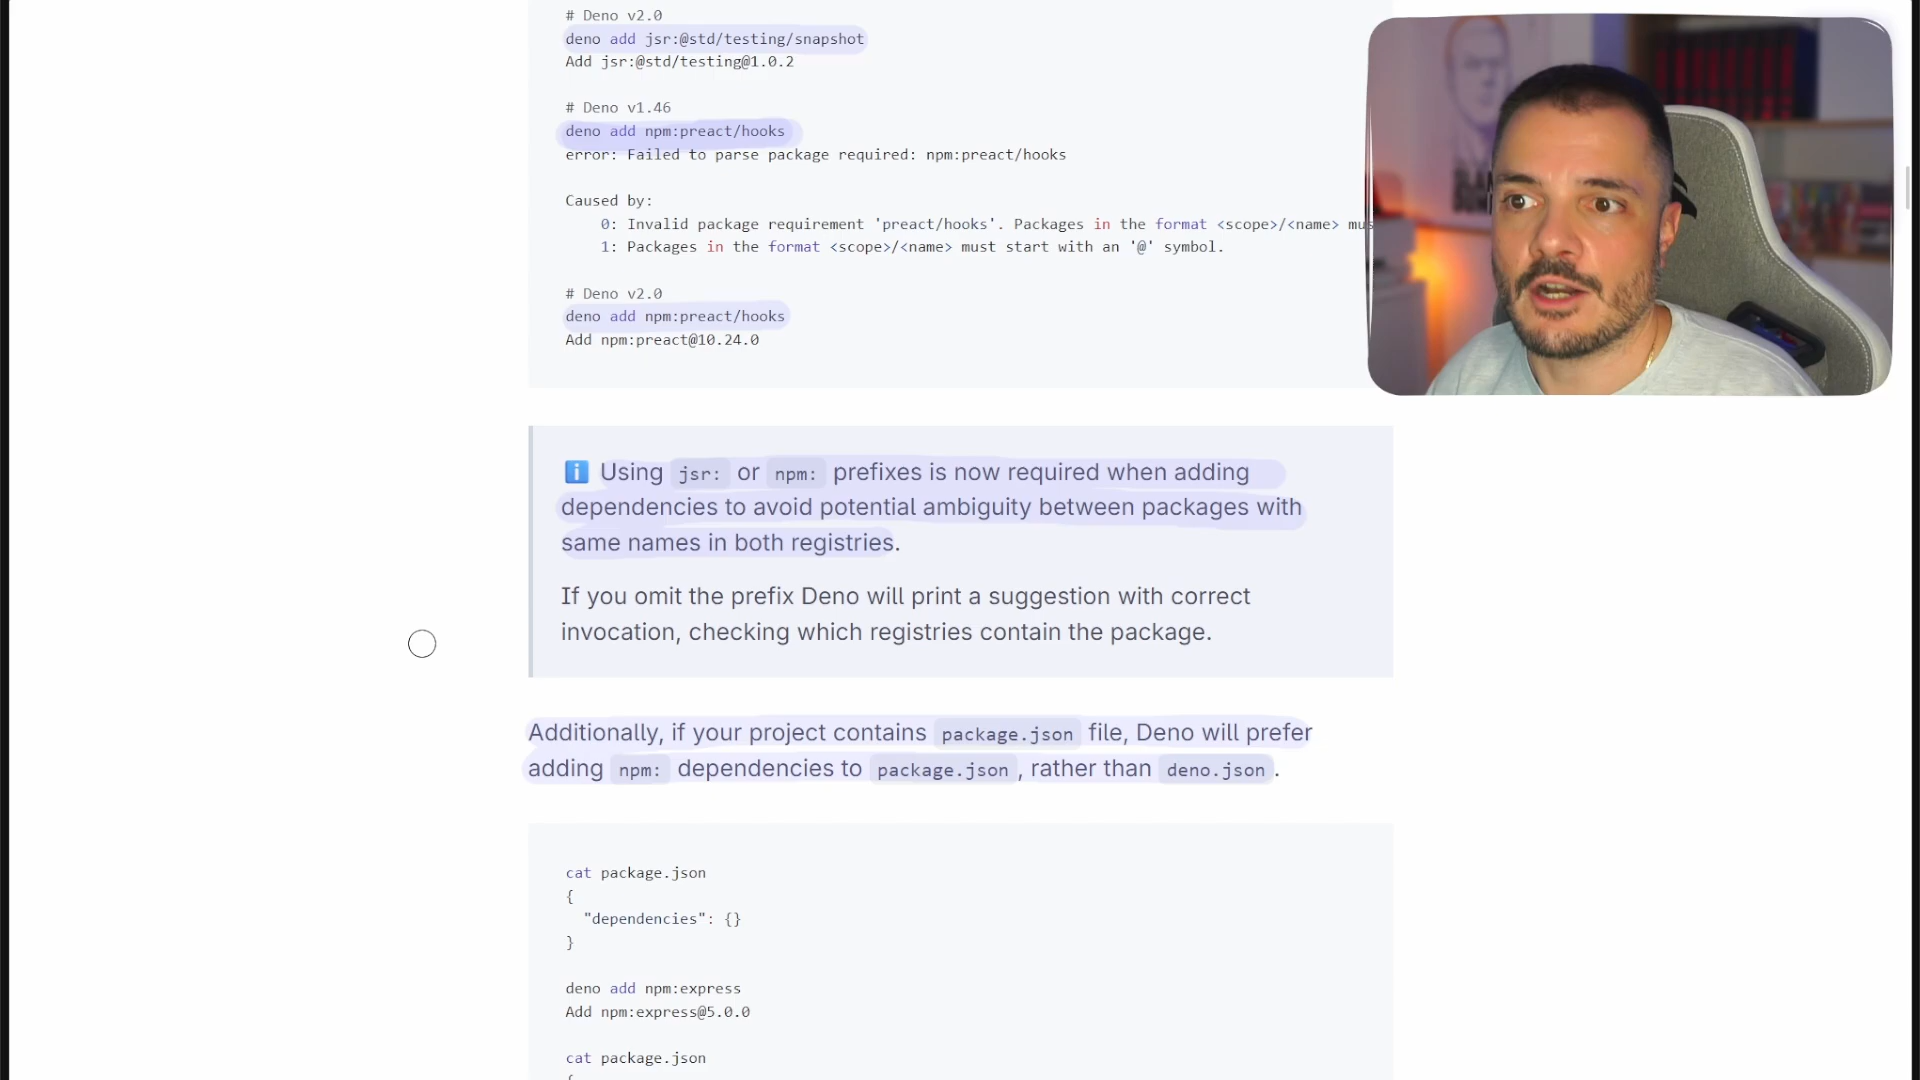 # Deno v2.0
deno add jsr:@std/testing/snapshot
Add jsr:@std/testing@1.0.2
# Deno v1.46
deno add npm:preact/hooks
error: Failed to parse package required: npm:preact/hooks
Caused by:
0: Invalid package requirement 'preact/hooks'. Packages in the format <scope>/<name> mus
1: Packages in the format <scope>/<name> must start with an '@' symbol.
# Deno v2.0
deno add npm:preact/hooks
Add npm:preact@10.24.0
Using jsr: or npm: prefixes is now required when adding
dependencies to avoid potential ambiguity between packages with
same names in both registries.
If you omit the prefix Deno will print a suggestion with correct
invocation, checking which registries contain the package.
Additionally, if your project contains package.json file, Deno will prefer
adding npm: dependencies to package.json, rather than deno.json.
cat package.json
{
"dependencies": {}
}
deno add npm:express
Add npm:express@5.0.0
cat package.json
{